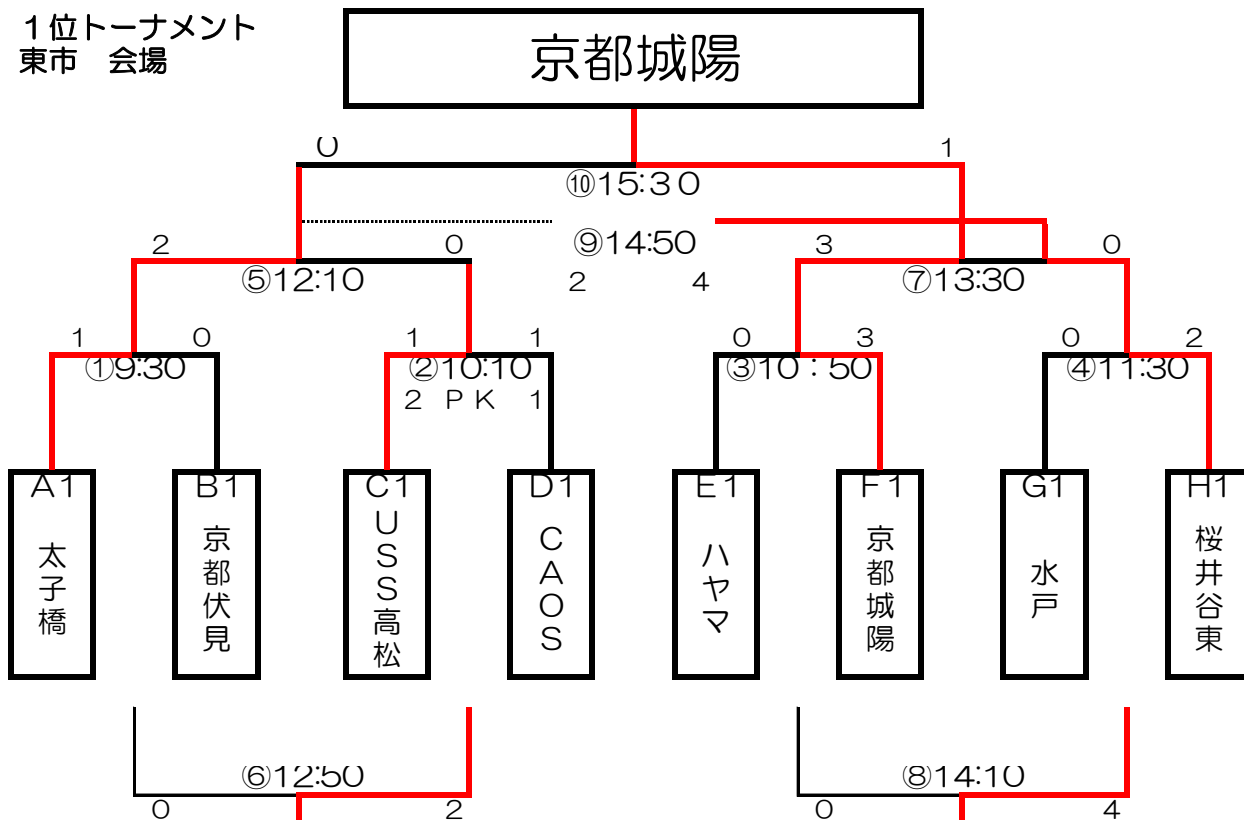 １位トーナメント
東市　会場
京都城陽
0
1
⑩15:30
⑨14:50
2
4
2
0
⑤12:10
3
0
⑦13:30
1
0
①9:30
1
1
②10:10
2 ＰＫ 1
0
3
③10：50
0
2
④11:30
A1
太子橋
B1
京都伏見
C1
USS高松
D1
CAOS
E1
ハヤマ
F1
京都城陽
G1
水戸
H1
桜井谷東
⑥12:50
0
2
⑧14:10
0
4